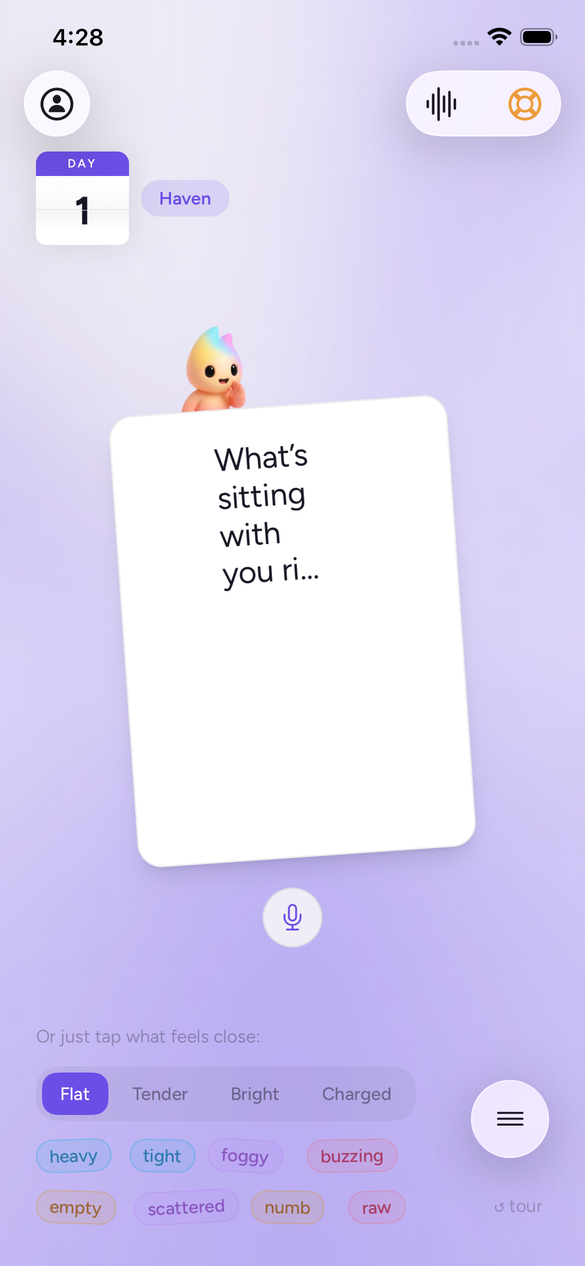 4:28
DAY
1
Haven
What's
sitting
with
you ri...
Or just tap what feels close:
Flat Tender Bright Charged
heavy tight foggy buzzing
empty scattered numb raw
↺ tour